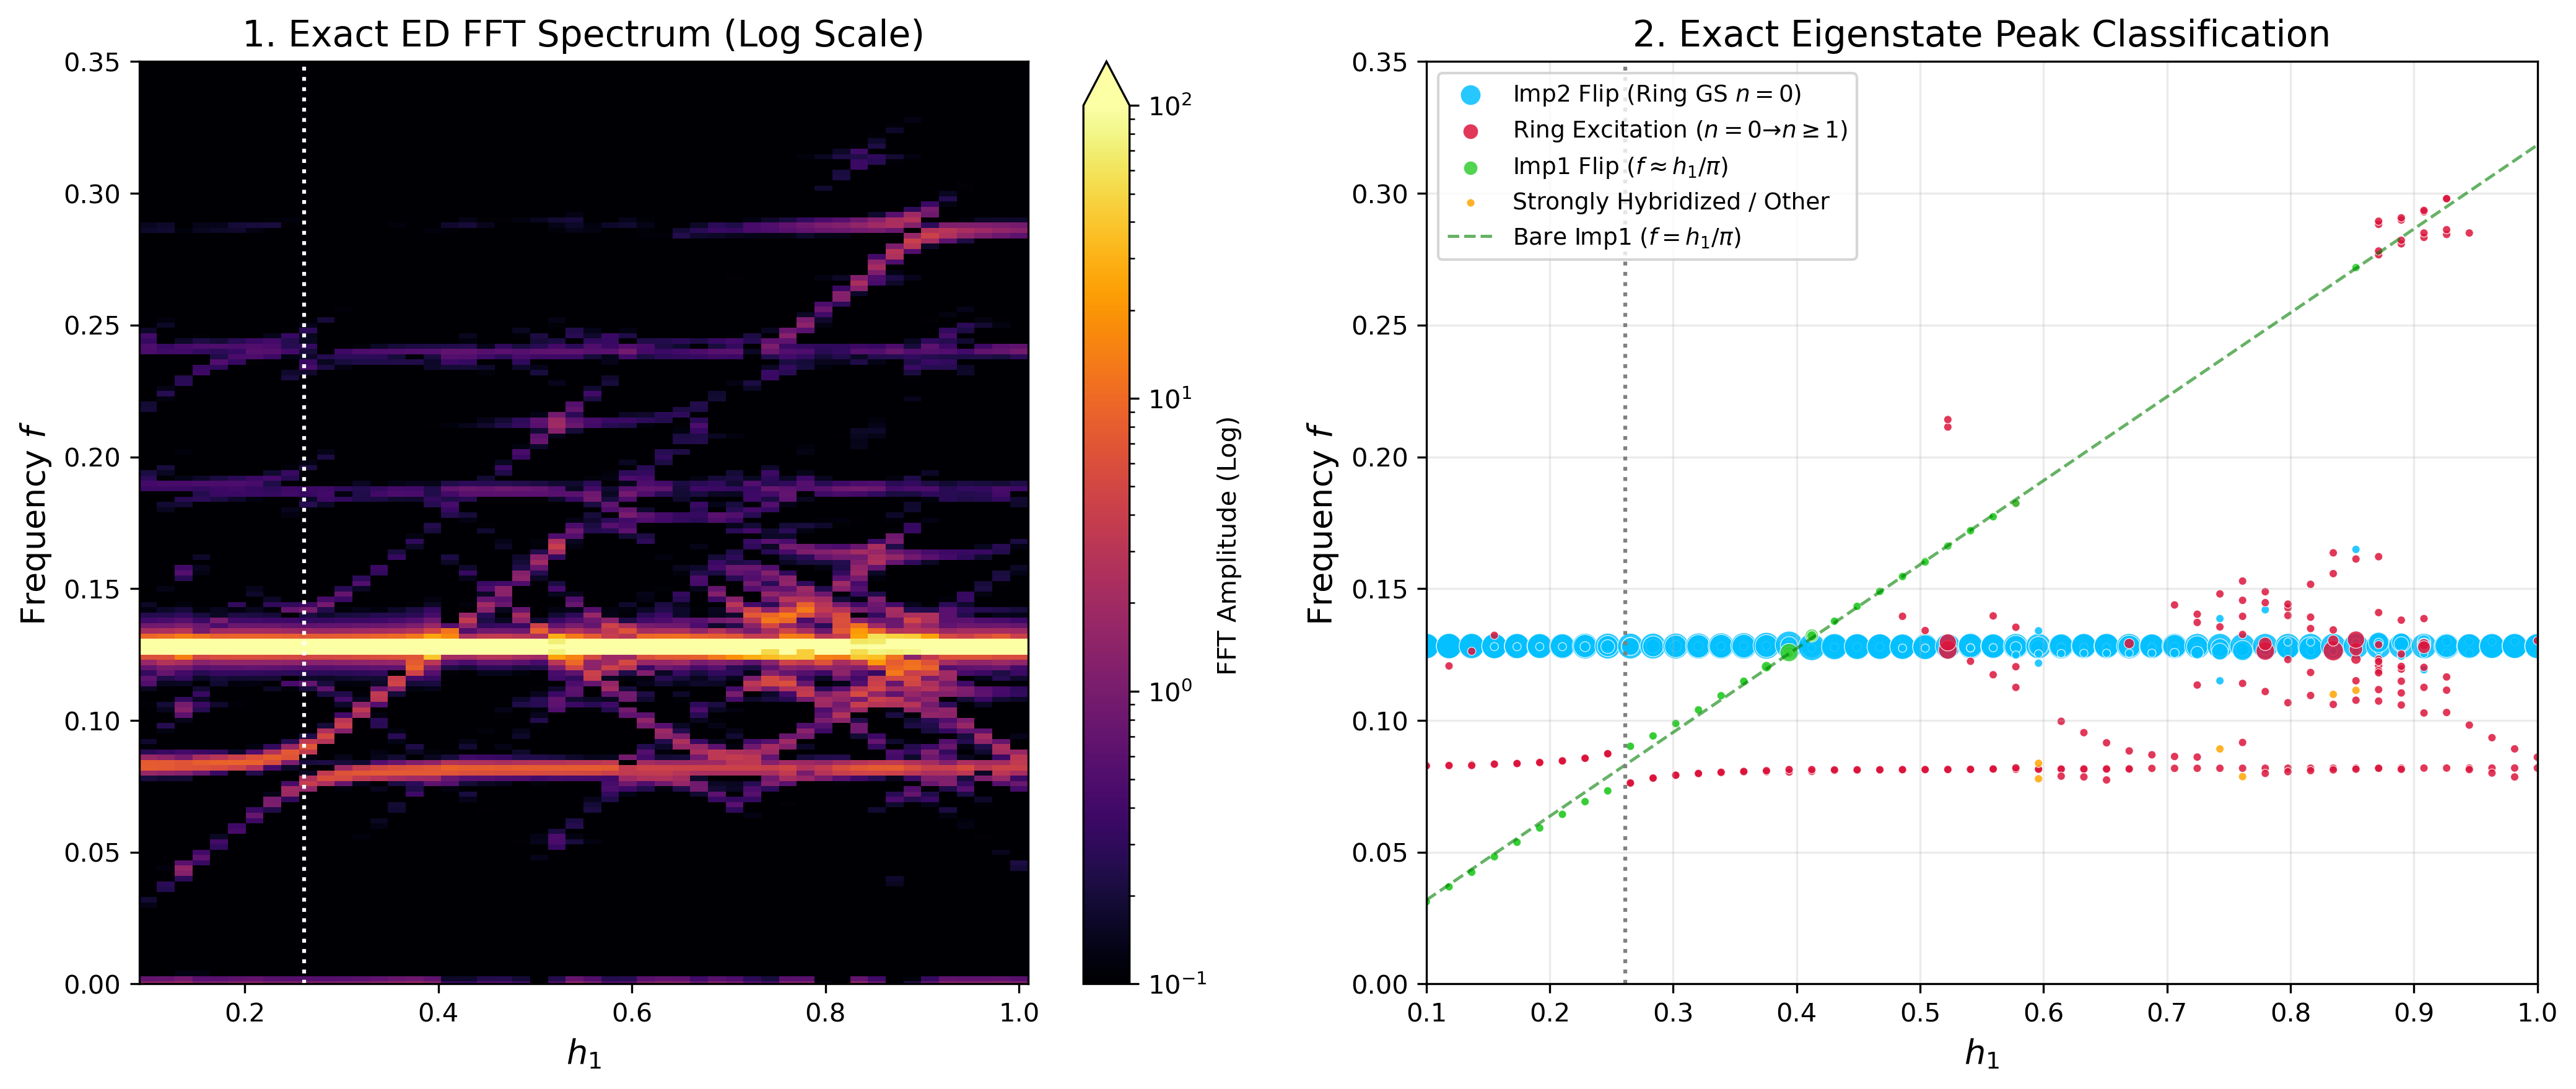 1. Exact ED FFT Spectrum (Log Scale)
Frequency f
0.35
0.30
0.25
0.20
0.15
0.10
0.05
0.00
0.2
0.4
0.6
0.8
1.0
h₁
10²
10¹
10⁰
10⁻¹
FFT Amplitude (Log)
2. Exact Eigenstate Peak Classification
Imp2 Flip (Ring GS n = 0)
Ring Excitation (n = 0→n ≥ 1)
Imp1 Flip (f ≈ h₁/π)
Strongly Hybridized / Other
Bare Imp1 (f = h₁/π)
Frequency f
0.35
0.30
0.25
0.20
0.15
0.10
0.05
0.00
0.1
0.2
0.3
0.4
0.5
0.6
0.7
0.8
0.9
1.0
h₁